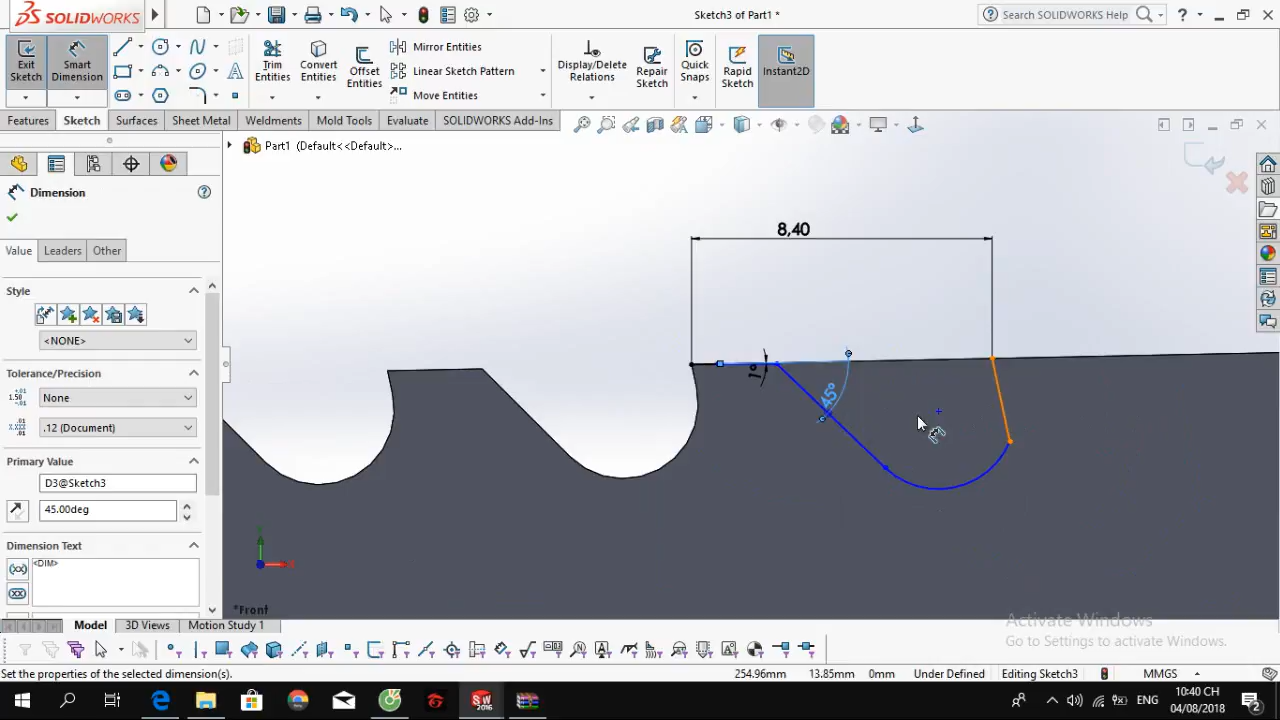 SOLIDWORKS
Sketch3 of Part1 *
Search SOLIDWORKS Help
Exit Sketch
Smart Dimension
Trim Entities
Convert Entities
Offset Entities
Mirror Entities
Linear Sketch Pattern
Move Entities
Display/Delete Relations
Repair Sketch
Quick Snaps
Rapid Sketch
Instant2D
Features Sketch Surfaces Sheet Metal Weldments Mold Tools Evaluate SOLIDWORKS Add-Ins
Part1 (Default<<Default>...
Dimension
Value Leaders Other
Style
<NONE>
Tolerance/Precision
None
.12 (Document)
Primary Value
D3@Sketch3
45.00deg
Dimension Text
<DIM>
8,40
1°
45°
*Front
Activate Windows
Go to Settings to activate Windows.
Model 3D Views Motion Study 1
Set the properties of the selected dimension(s). 254.96mm 13.85mm 0mm Under Defined Editing Sketch3 MMGS
ENG
10:40 CH
04/08/2018
2